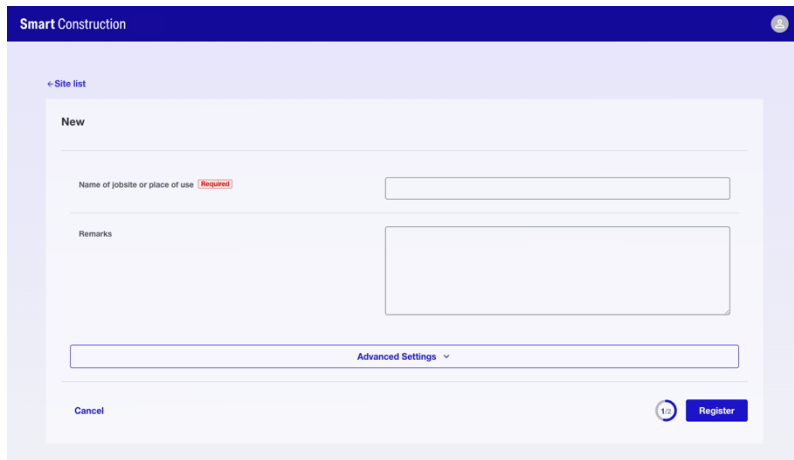 Smart Construction
←Site list
New
Name of jobsite or place of use Required
Remarks
Advanced Settings
Cancel
1/2
Register